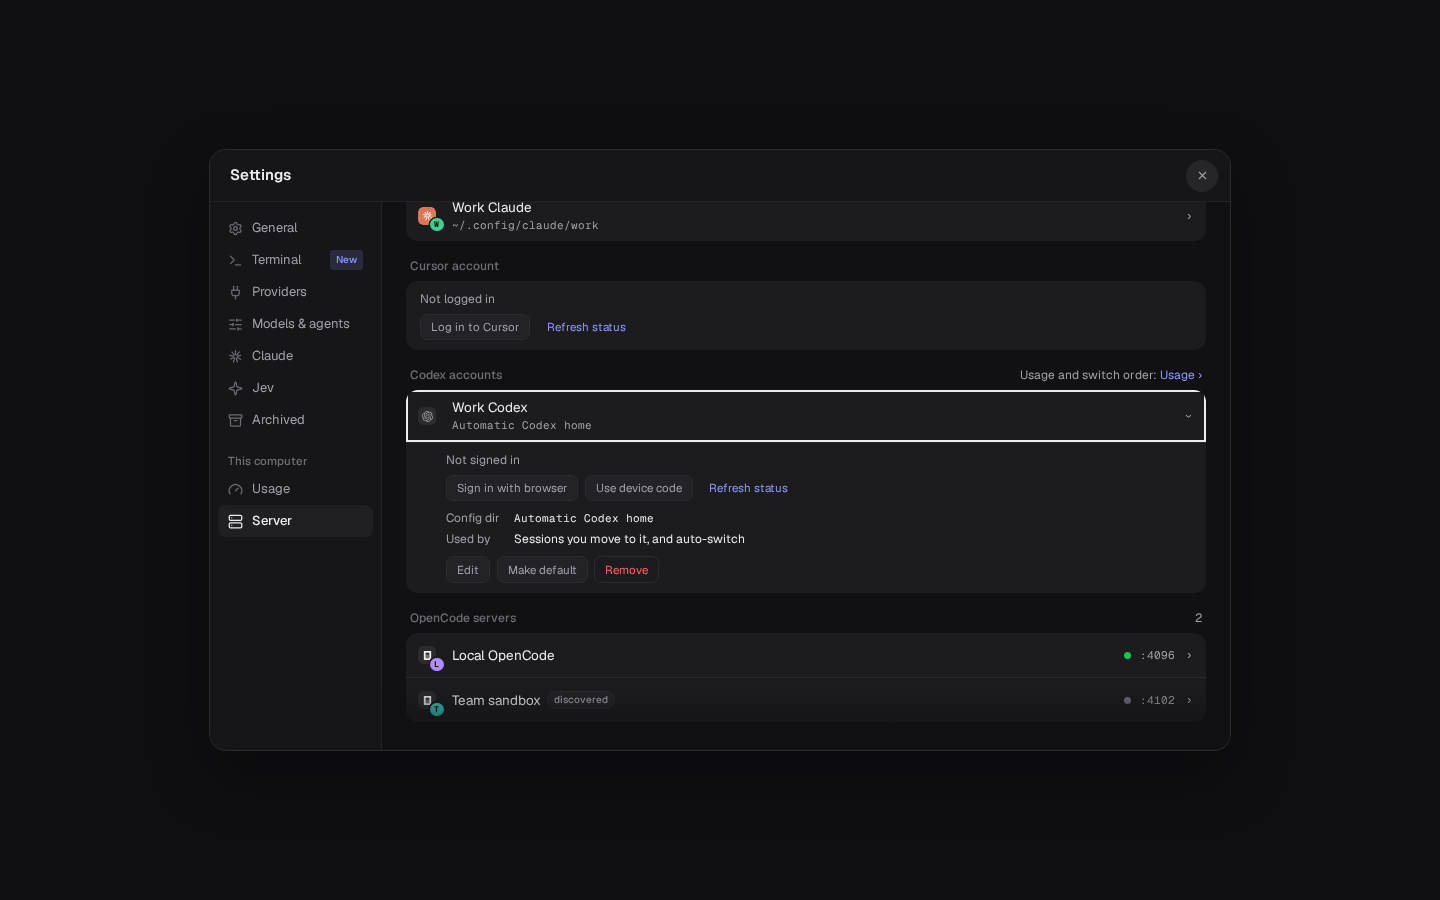 Settings
General
Terminal New
Providers
Models & agents
Claude
Jev
Archived
This computer
Usage
Server
Work Claude
W ~/.config/claude/work
Cursor account
Not logged in
Log in to Cursor Refresh status
Codex accounts Usage and switch order: Usage ›
Work Codex
Automatic Codex home
Not signed in
Sign in with browser Use device code Refresh status
Config dir Automatic Codex home
Used by Sessions you move to it, and auto-switch
Edit Make default Remove
OpenCode servers 2
L Local OpenCode :4096
T Team sandbox discovered :4102